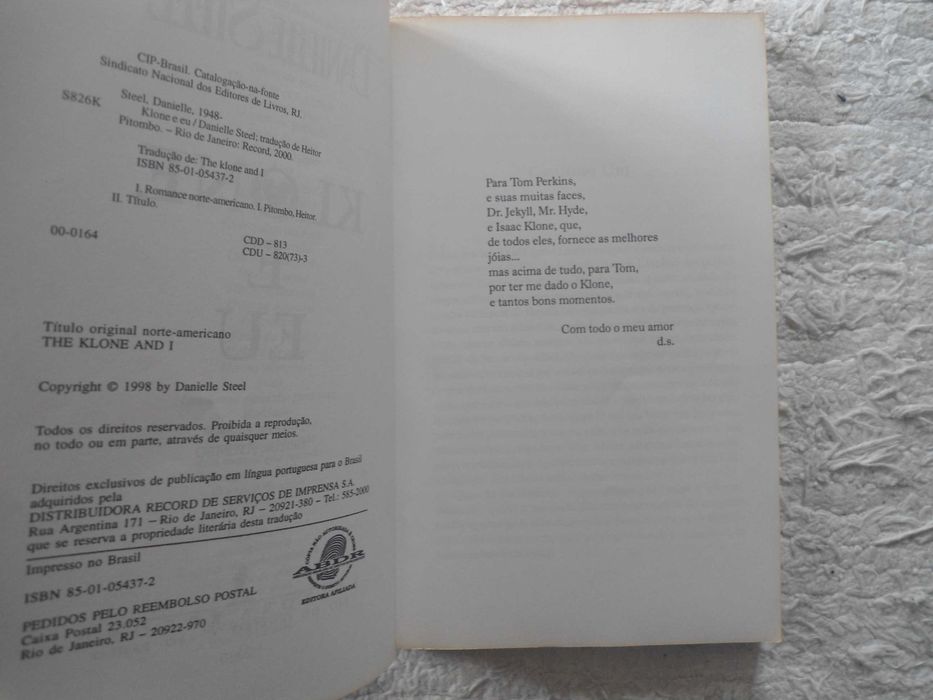 CIP-Brasil. Catalogação-na-fonte
Sindicato Nacional dos Editores de Livros, RJ.
Steel, Danielle, 1948-
S826K
Klone e eu / Danielle Steel; tradução de Heitor
Pitombo. – Rio de Janeiro: Record, 2000.
Tradução de: The klone and I
ISBN 85-01-05437-2
1. Romance norte-americano. I. Pitombo, Heitor.
II. Título.
00-0164
CDD – 813
CDU – 820(73)-3
Título original norte-americano
THE KLONE AND I
Copyright © 1998 by Danielle Steel
Todos os direitos reservados. Proibida a reprodução,
no todo ou em parte, através de quaisquer meios.
Direitos exclusivos de publicação em língua portuguesa para o Brasil
adquiridos pela
DISTRIBUIDORA RECORD DE SERVIÇOS DE IMPRENSA S.A.
Rua Argentina 171 – Rio de Janeiro, RJ – 20921-380 – Tel.: 585-2000
que se reserva a propriedade literária desta tradução
Impresso no Brasil
ISBN 85-01-05437-2
PEDIDOS PELO REEMBOLSO POSTAL
Caixa Postal 23.052
Rio de Janeiro, RJ – 20922-970
ABDR
EDITORA AFILIADA
Para Tom Perkins,
e suas muitas faces,
Dr. Jekyll, Mr. Hyde,
e Isaac Klone, que,
de todos eles, fornece as melhores
jóias...
mas acima de tudo, para Tom,
por ter me dado o Klone,
e tantos bons momentos.
Com todo o meu amor
d.s.